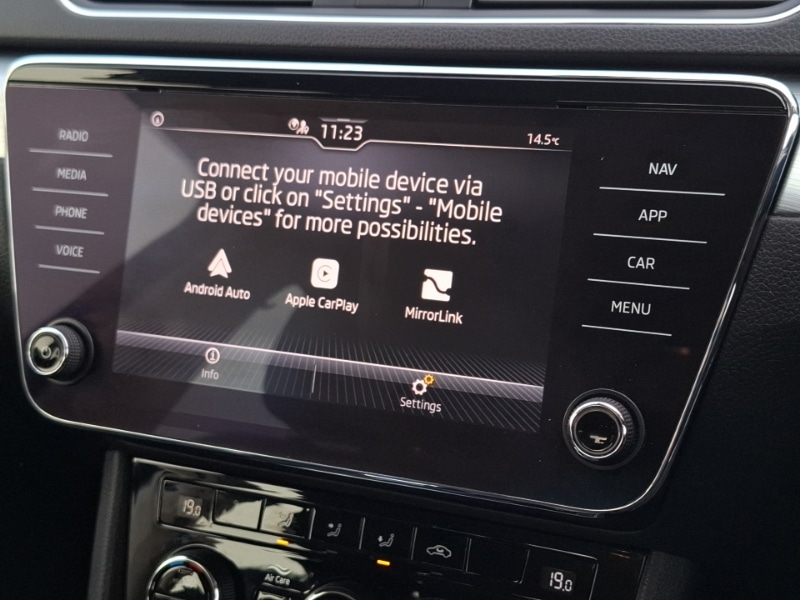 RADIO
MEDIA
PHONE
VOICE
11:23
14.5°C
Connect your mobile device via
USB or click on "Settings" - "Mobile
devices" for more possibilities.
Android Auto
Apple CarPlay
MirrorLink
Info
Settings
NAV
APP
CAR
MENU
19.0
Air Care
19.0